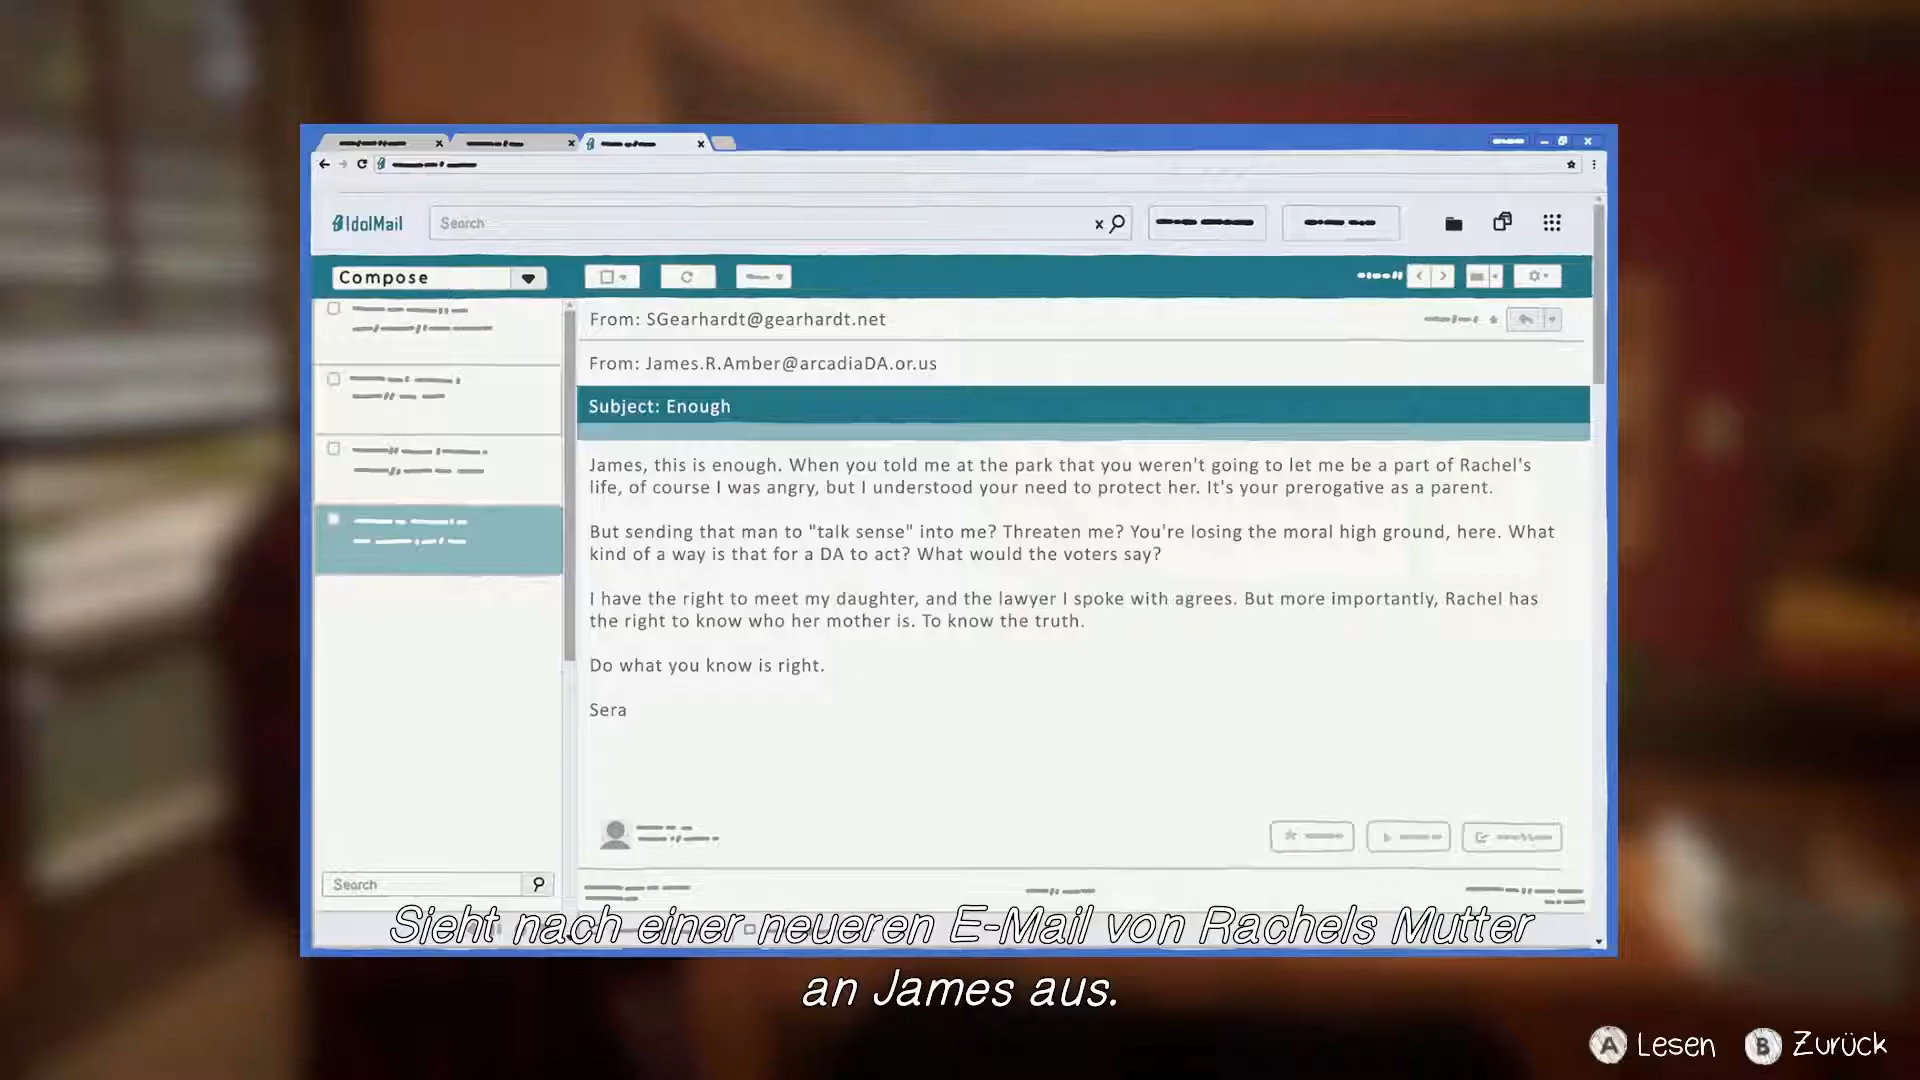 IdolMail
Search
Compose
From: SGearhardt@gearhardt.net
From: James.R.Amber@arcadiaDA.or.us
Subject: Enough
James, this is enough. When you told me at the park that you weren't going to let me be a part of Rachel's
life, of course I was angry, but I understood your need to protect her. It's your prerogative as a parent.
But sending that man to "talk sense" into me? Threaten me? You're losing the moral high ground, here. What
kind of a way is that for a DA to act? What would the voters say?
I have the right to meet my daughter, and the lawyer I spoke with agrees. But more importantly, Rachel has
the right to know who her mother is. To know the truth.
Do what you know is right.
Sera
Search
Sieht nach einer neueren E-Mail von Rachels Mutter
an James aus.
A Lesen B Zurück